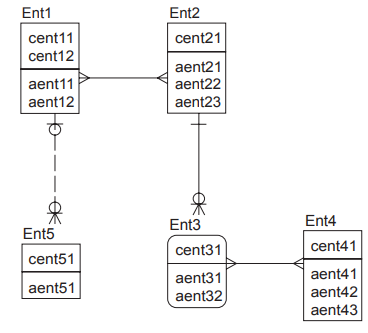 Ent1
cent11
cent12
aent11
aent12
Ent2
cent21
aent21
aent22
aent23
Ent5
cent51
aent51
Ent3
cent31
aent31
aent32
Ent4
cent41
aent41
aent42
aent43